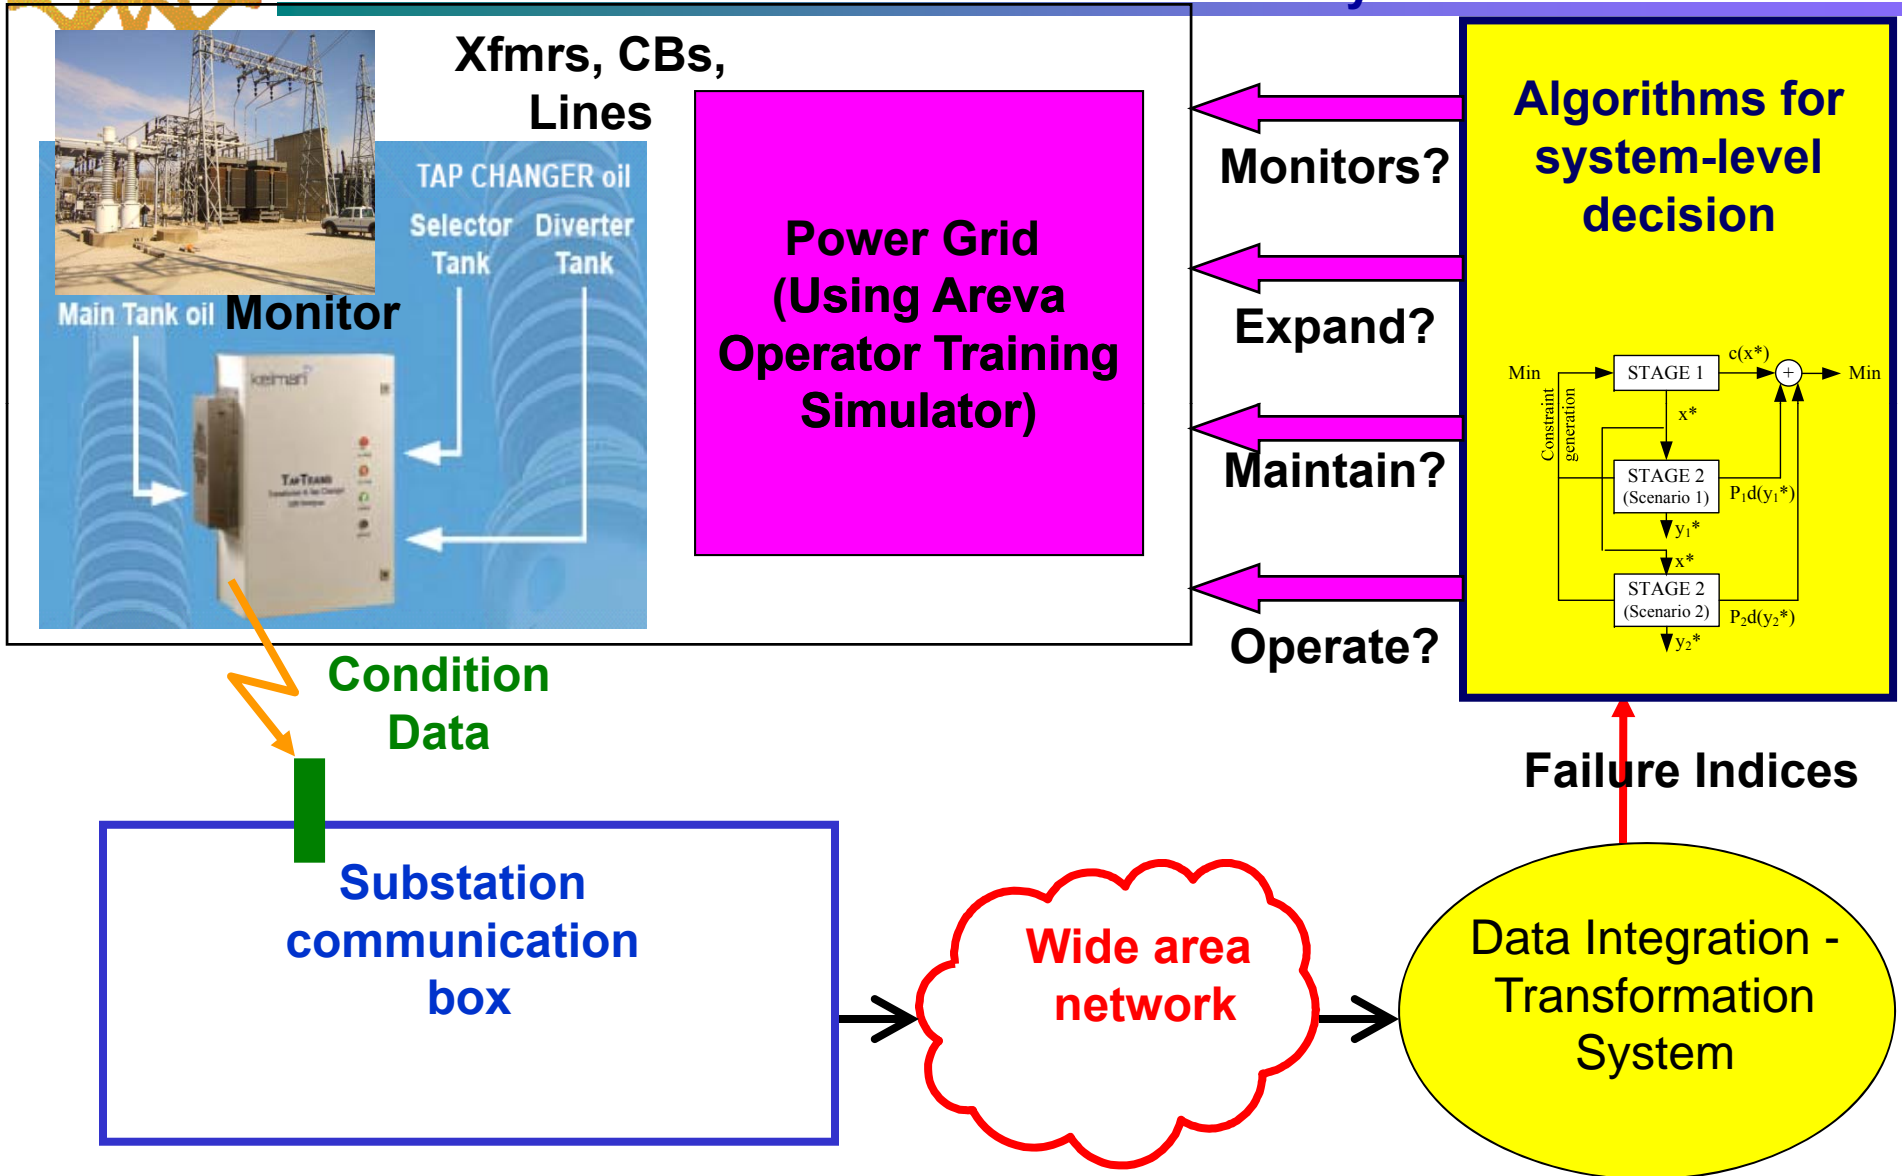 Xfmrs, CBs,
Lines
TAP CHANGER oil
Selector Diverter
Tank Tank
Main Tank oil
Monitor
kelman
TAPTRANS
Power Grid
(Using Areva
Operator Training
Simulator)
Monitors?
Expand?
Maintain?
Operate?
Algorithms for
system-level
decision
Min
STAGE 1
c(x*)
+
Min
Constraint
generation
x*
STAGE 2
(Scenario 1)
P₁d(y₁*)
y₁*
x*
STAGE 2
(Scenario 2)
P₂d(y₂*)
y₂*
Condition
Data
Failure Indices
Substation
communication
box
Wide area
network
Data Integration -
Transformation
System